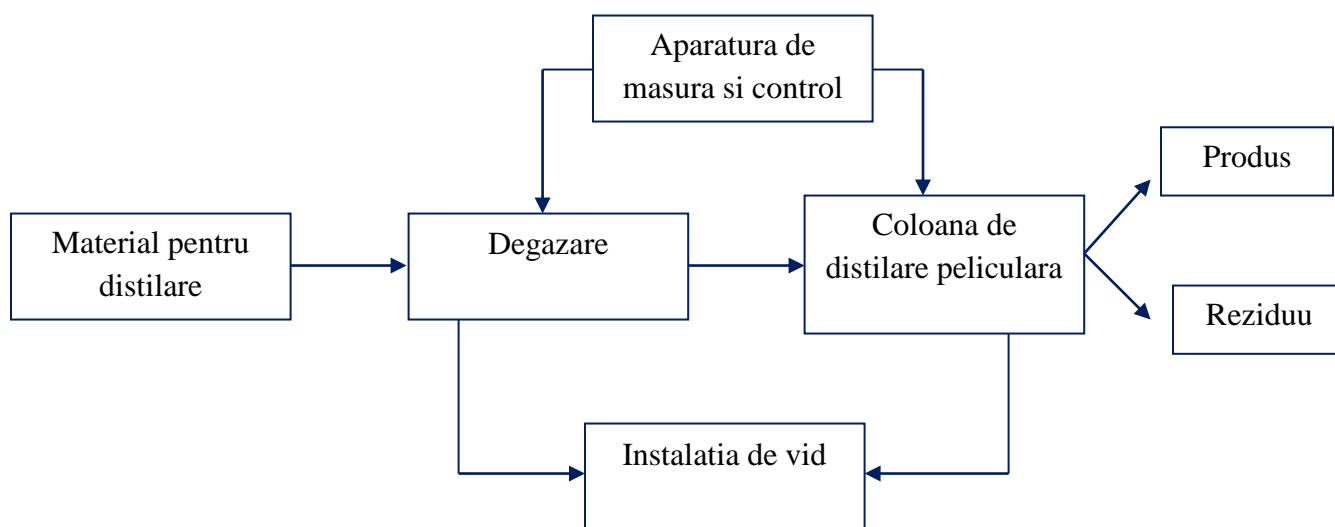 Aparatura de
masura si control
Produs
Material pentru
distilare
Degazare
Coloana de
distilare peliculara
Reziduu
Instalatia de vid